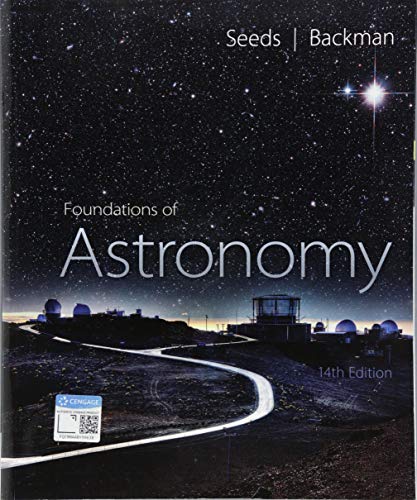 Seeds | Backman
Foundations of
Astronomy
14th Edition
CENGAGE